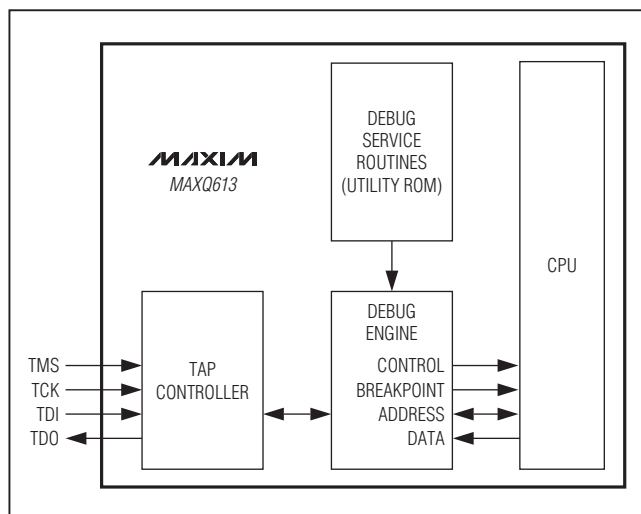 DEBUG
SERVICE
ROUTINES
(UTILITY ROM)
MAXIM
MAXQ613
CPU
DEBUG
ENGINE
TAP
CONTROLLER
TMS
TCK
TDI
TDO
CONTROL
BREAKPOINT
ADDRESS
DATA